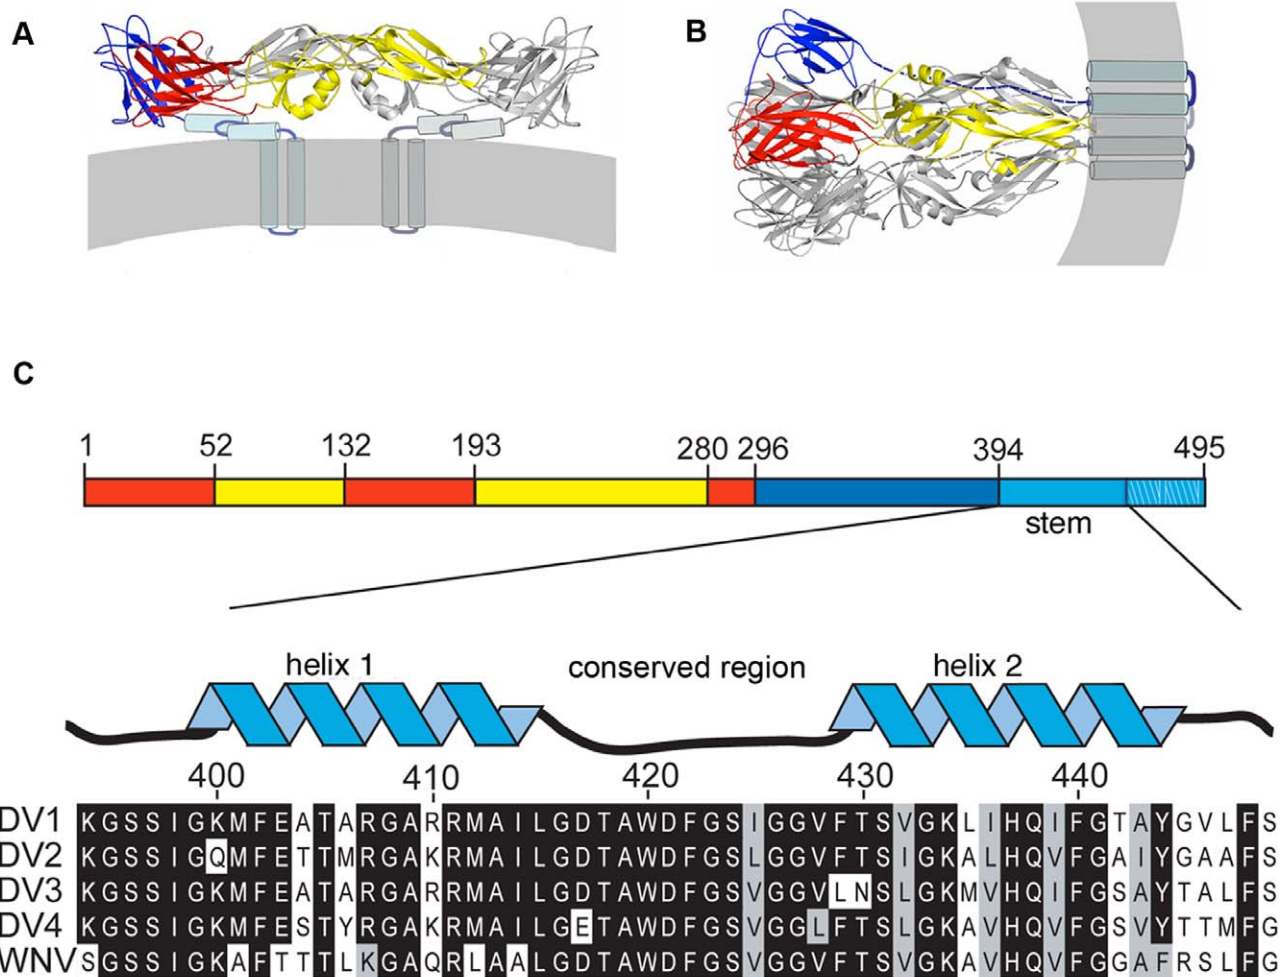 A
B
C
1 52 132 193 280 296 394 495
stem
helix 1 conserved region helix 2
400 410 420 430 440
DV1 KGSSIGKMFEATARGARRMAILGDTAWDFGSIGGVFTSVGKLIHQIFGTAYGVLFS
DV2 KGSSIGQMFETTMRGAKRMAILGDTAWDFGSLGGVFTSIGKALHQVFGAIYGAAFS
DV3 KGSSIGKMFEATARGARRMAILGDTAWDFGSVGGVLNSLGKMVHQIFGSAYTALFS
DV4 KGSSIGKMFESTYRGAKRMAILGETAWDFGSVGGLFTSLGKAVHQVFGSVYTTMFG
WNV SGSSIGKAFTTTLKGAQRLAALGDTAWDFGSVGGVFTSVGKAVHQVFGGAFRSLFG